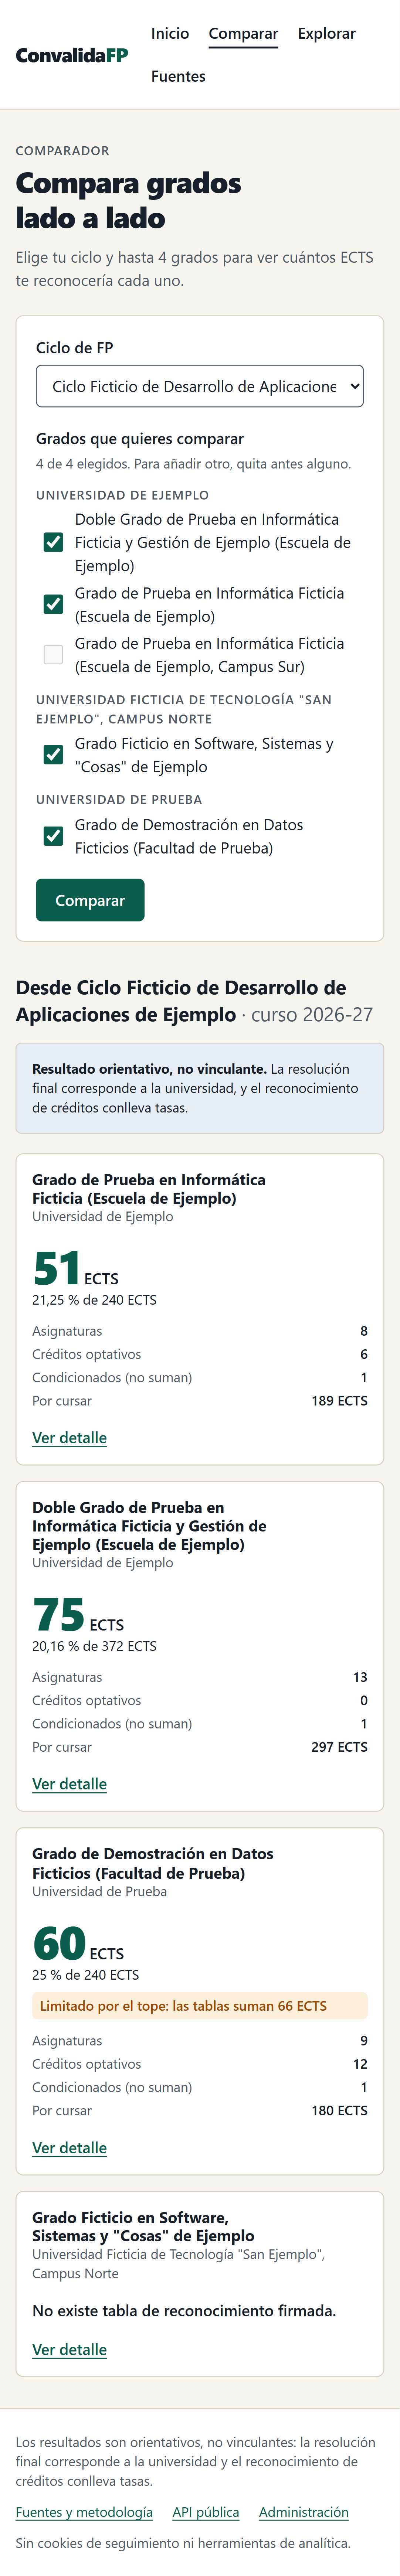 ConvalidaFP
Inicio Comparar Explorar
Fuentes
COMPARADOR
Compara grados
lado a lado
Elige tu ciclo y hasta 4 grados para ver cuántos ECTS
te reconocería cada uno.
Ciclo de FP
Ciclo Ficticio de Desarrollo de Aplicacione
Grados que quieres comparar
4 de 4 elegidos. Para añadir otro, quita antes alguno.
UNIVERSIDAD DE EJEMPLO
Doble Grado de Prueba en Informática
Ficticia y Gestión de Ejemplo (Escuela de
Ejemplo)
Grado de Prueba en Informática Ficticia
(Escuela de Ejemplo)
Grado de Prueba en Informática Ficticia
(Escuela de Ejemplo, Campus Sur)
UNIVERSIDAD FICTICIA DE TECNOLOGÍA "SAN
EJEMPLO", CAMPUS NORTE
Grado Ficticio en Software, Sistemas y
"Cosas" de Ejemplo
UNIVERSIDAD DE PRUEBA
Grado de Demostración en Datos
Ficticios (Facultad de Prueba)
Comparar
Desde Ciclo Ficticio de Desarrollo de
Aplicaciones de Ejemplo · curso 2026-27
Resultado orientativo, no vinculante. La resolución
final corresponde a la universidad, y el reconocimiento
de créditos conlleva tasas.
Grado de Prueba en Informática
Ficticia (Escuela de Ejemplo)
Universidad de Ejemplo
51 ECTS
21,25 % de 240 ECTS
Asignaturas 8
Créditos optativos 6
Condicionados (no suman) 1
Por cursar 189 ECTS
Ver detalle
Doble Grado de Prueba en
Informática Ficticia y Gestión de
Ejemplo (Escuela de Ejemplo)
Universidad de Ejemplo
75 ECTS
20,16 % de 372 ECTS
Asignaturas 13
Créditos optativos 0
Condicionados (no suman) 1
Por cursar 297 ECTS
Ver detalle
Grado de Demostración en Datos
Ficticios (Facultad de Prueba)
Universidad de Prueba
60 ECTS
25 % de 240 ECTS
Limitado por el tope: las tablas suman 66 ECTS
Asignaturas 9
Créditos optativos 12
Condicionados (no suman) 1
Por cursar 180 ECTS
Ver detalle
Grado Ficticio en Software,
Sistemas y "Cosas" de Ejemplo
Universidad Ficticia de Tecnología "San Ejemplo",
Campus Norte
No existe tabla de reconocimiento firmada.
Ver detalle
Los resultados son orientativos, no vinculantes: la resolución
final corresponde a la universidad y el reconocimiento de
créditos conlleva tasas.
Fuentes y metodología API pública Administración
Sin cookies de seguimiento ni herramientas de analítica.